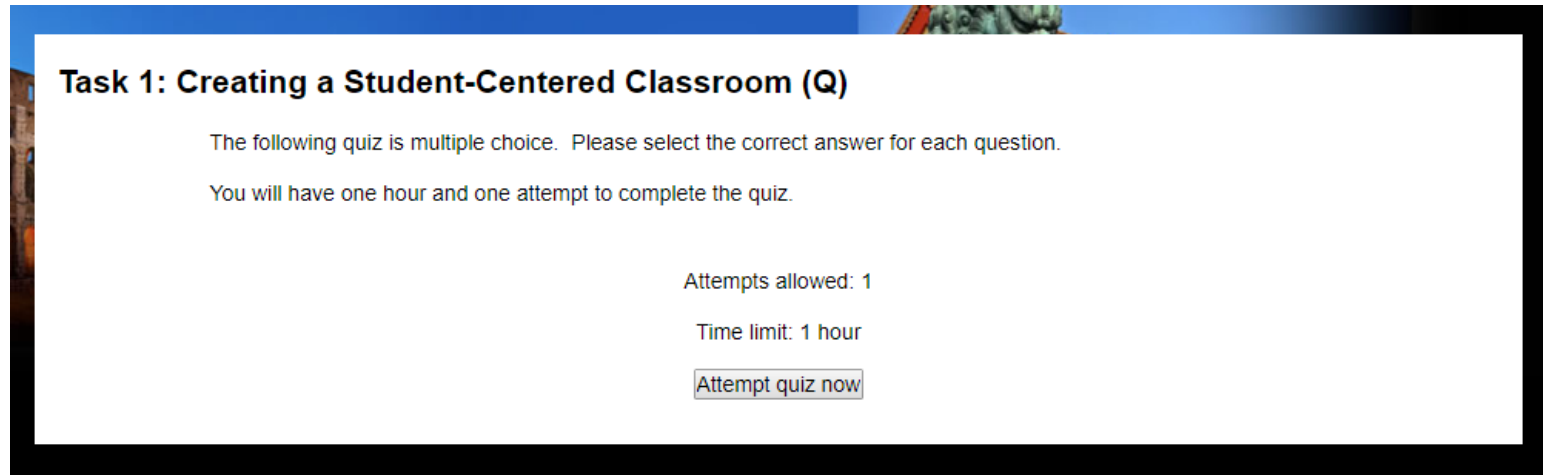 Task 1: Creating a Student-Centered Classroom (Q)
The following quiz is multiple choice.  Please select the correct answer for each question.
You will have one hour and one attempt to complete the quiz.
Attempts allowed: 1
Time limit: 1 hour
Attempt quiz now